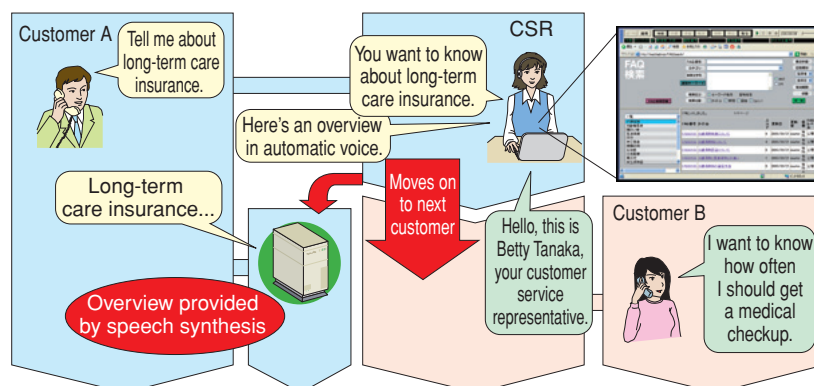 Customer A
Tell me about
long-term care
insurance.
CSR
You want to know
about long-term
care insurance.
Here's an overview
in automatic voice.
FAQ
検索
Long-term
care insurance...
Moves on
to next
customer
Overview provided
by speech synthesis
Hello, this is
Betty Tanaka,
your customer
service
representative.
Customer B
I want to know
how often
I should get
a medical
checkup.